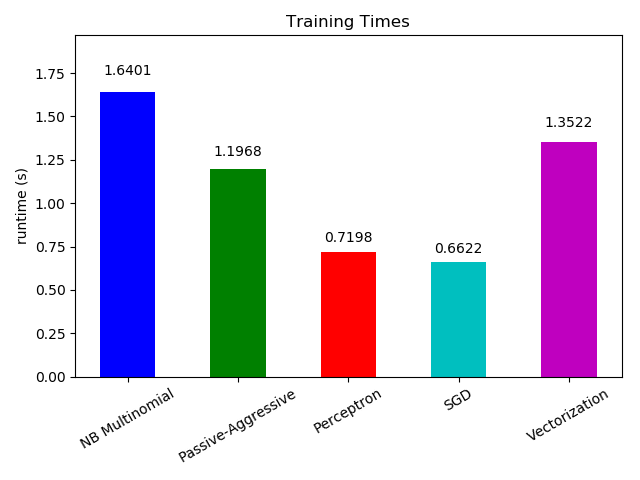 Training Times
runtime (s)
1.75
1.50
1.25
1.00
0.75
0.50
0.25
0.00
1.6401
1.1968
0.7198
0.6622
1.3522
NB Multinomial
Passive-Aggressive
Perceptron
SGD
Vectorization